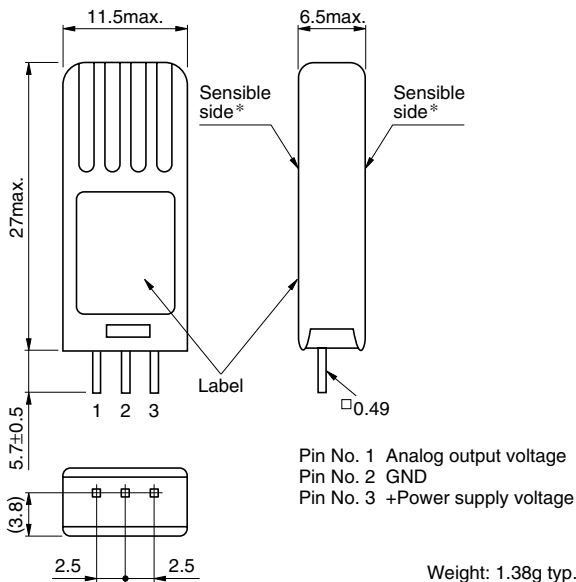 11.5max.
6.5max.
Sensible
side*
Sensible
side*
27max.
Label
1 2 3
5.7±0.5
□0.49
Pin No. 1 Analog output voltage
Pin No. 2 GND
Pin No. 3 +Power supply voltage
(3.8)
2.5
2.5
Weight: 1.38g typ.